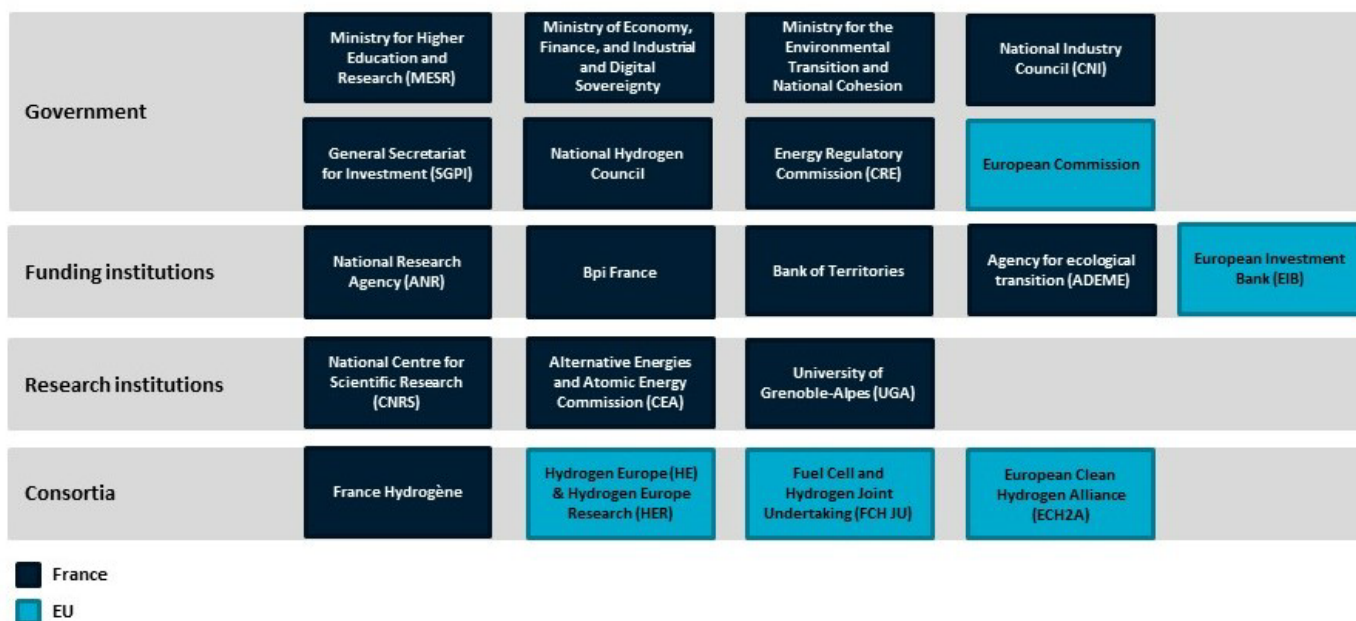 Government
Ministry for Higher
Education and
Research (MESR)
Ministry of Economy,
Finance, and Industrial
and Digital
Sovereignty
Ministry for the
Environmental
Transition and
National Cohesion
National Industry
Council (CNI)
General Secretariat
for Investment (SGPI)
National Hydrogen
Council
Energy Regulatory
Commission (CRE)
European Commission
Funding institutions
National Research
Agency (ANR)
Bpi France
Bank of Territories
Agency for ecological
transition (ADEME)
European Investment
Bank (EIB)
Research institutions
National Centre for
Scientific Research
(CNRS)
Alternative Energies
and Atomic Energy
Commission (CEA)
University of
Grenoble-Alpes (UGA)
Consortia
France Hydrogène
Hydrogen Europe (HE)
& Hydrogen Europe
Research (HER)
Fuel Cell and
Hydrogen Joint
Undertaking (FCH JU)
European Clean
Hydrogen Alliance
(ECH2A)
France
EU